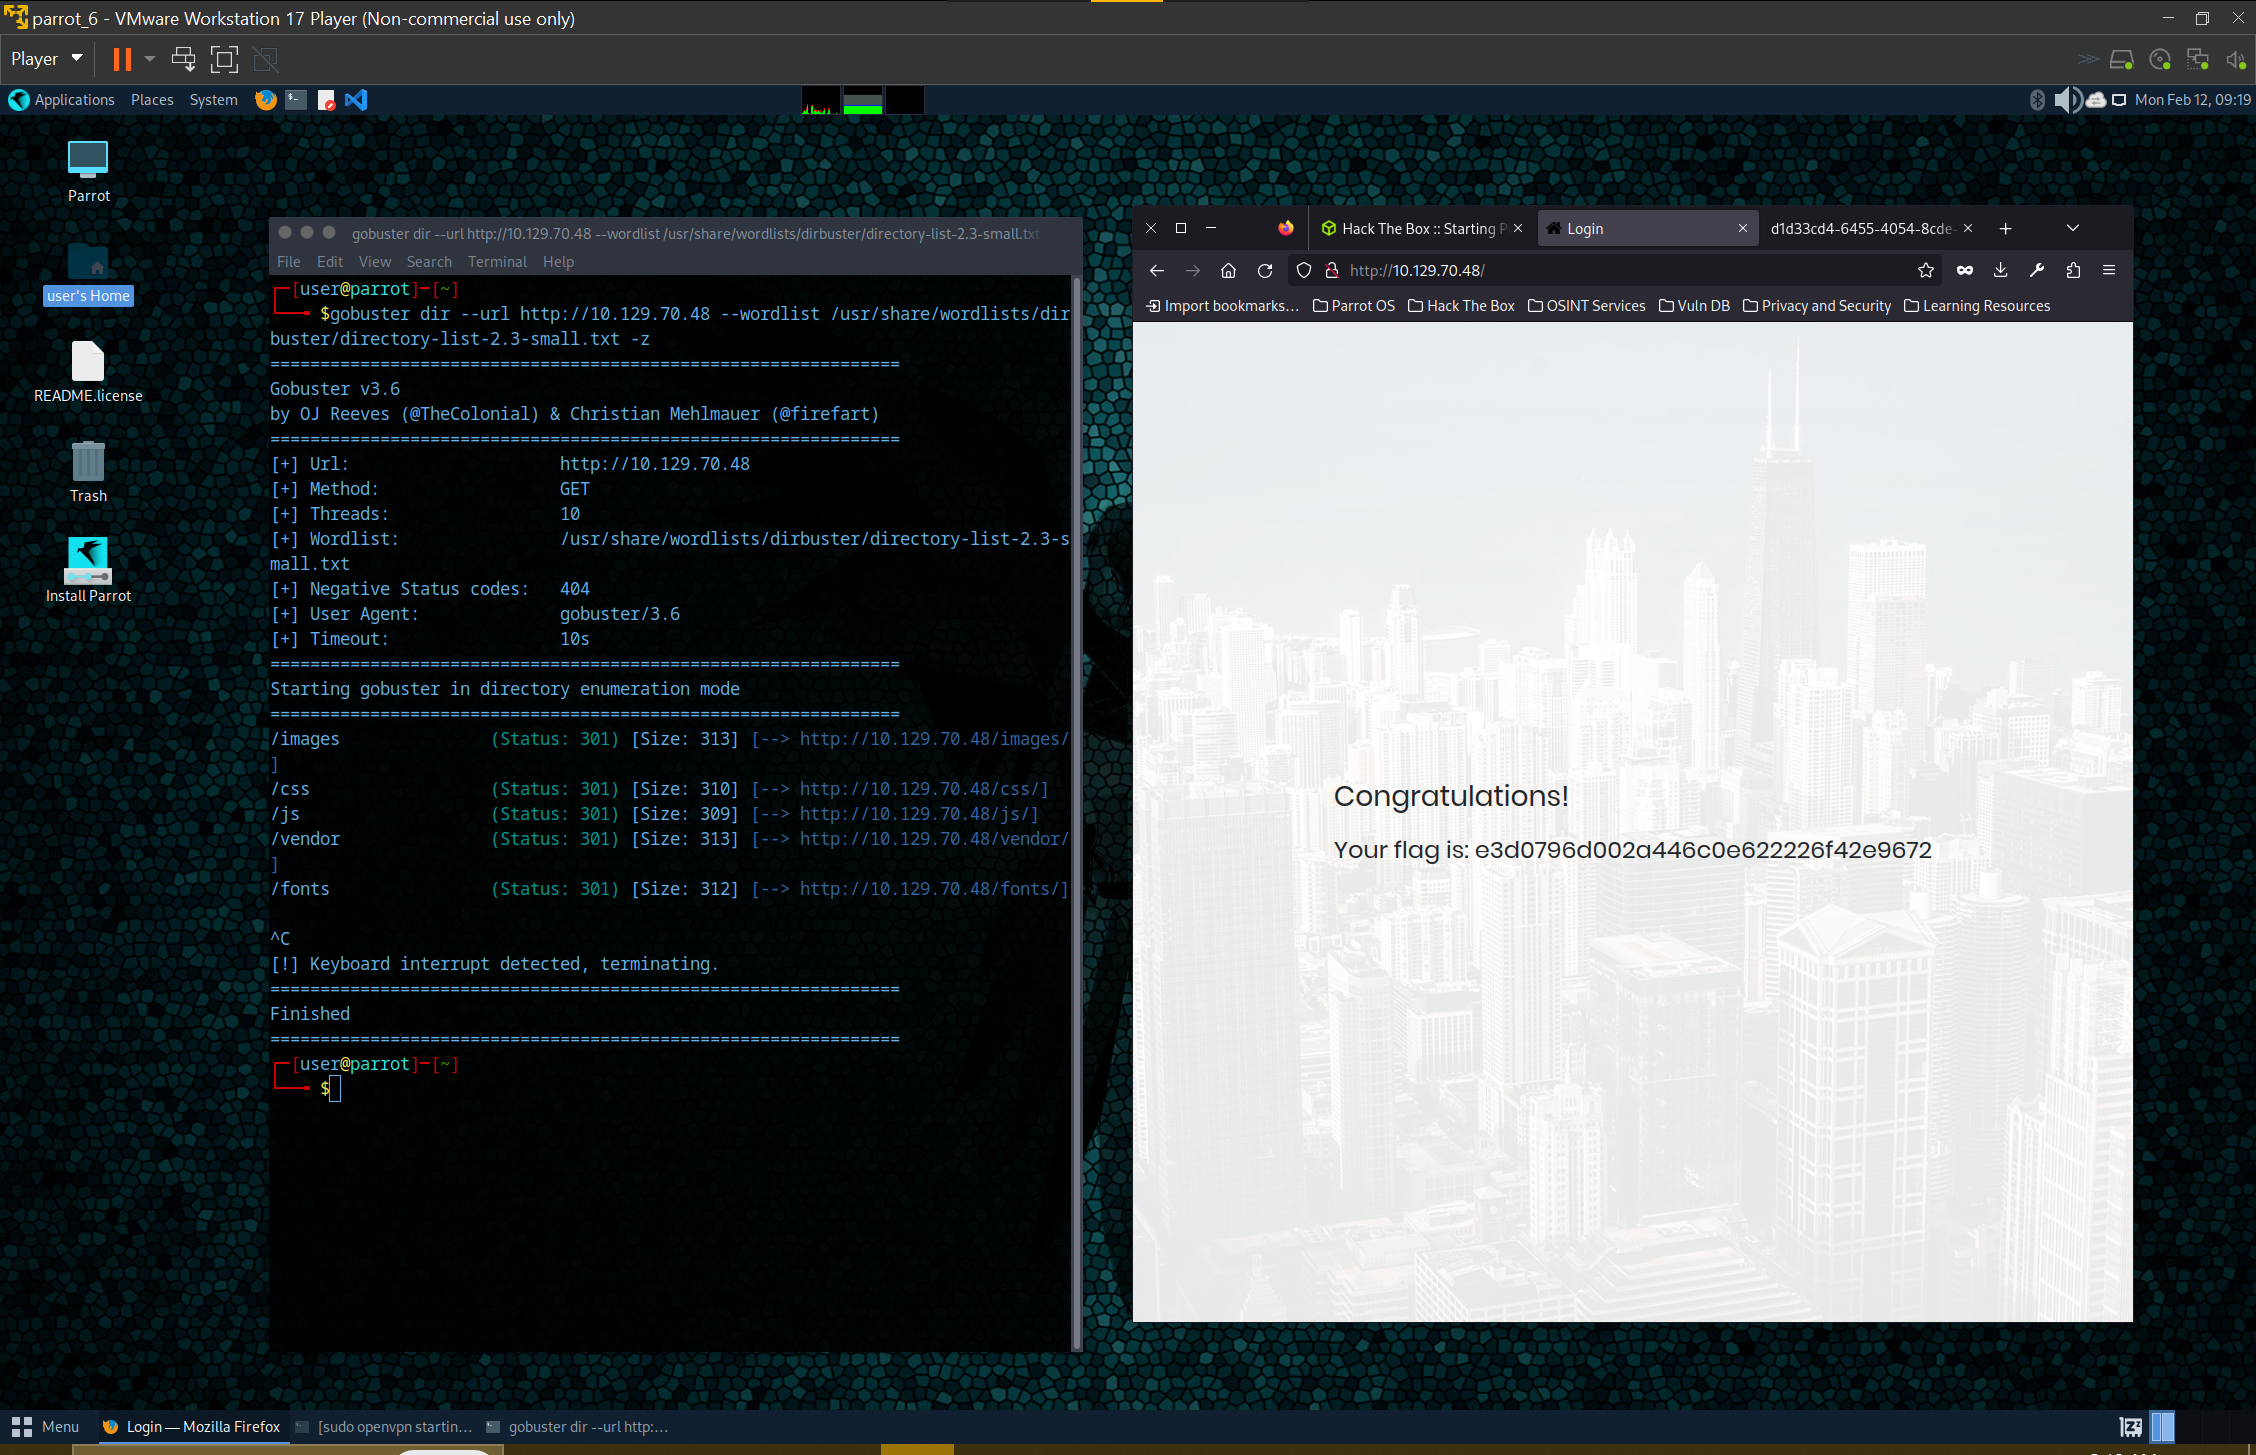 parrot_6 - VMware Workstation 17 Player (Non-commercial use only)
Player
Applications Places System
Mon Feb 12, 09:19
Parrot
user's Home
README.license
Trash
Install Parrot
gobuster dir --url http://10.129.70.48 --wordlist /usr/share/wordlists/dirbuster/directory-list-2.3-small.txt
File Edit View Search Terminal Help
┌─[user@parrot]─[~]
└──╼ $gobuster dir --url http://10.129.70.48 --wordlist /usr/share/wordlists/dir
buster/directory-list-2.3-small.txt -z
===============================================================
Gobuster v3.6
by OJ Reeves (@TheColonial) & Christian Mehlmauer (@firefart)
===============================================================
[+] Url: http://10.129.70.48
[+] Method: GET
[+] Threads: 10
[+] Wordlist: /usr/share/wordlists/dirbuster/directory-list-2.3-s
mall.txt
[+] Negative Status codes: 404
[+] User Agent: gobuster/3.6
[+] Timeout: 10s
===============================================================
Starting gobuster in directory enumeration mode
===============================================================
/images (Status: 301) [Size: 313] [--> http://10.129.70.48/images/
]
/css (Status: 301) [Size: 310] [--> http://10.129.70.48/css/]
/js (Status: 301) [Size: 309] [--> http://10.129.70.48/js/]
/vendor (Status: 301) [Size: 313] [--> http://10.129.70.48/vendor/
]
/fonts (Status: 301) [Size: 312] [--> http://10.129.70.48/fonts/]
^C
[!] Keyboard interrupt detected, terminating.
===============================================================
Finished
===============================================================
┌─[user@parrot]─[~]
└──╼ $
Hack The Box :: Starting P
Login
d1d33cd4-6455-4054-8cde-
http://10.129.70.48/
Import bookmarks... Parrot OS Hack The Box OSINT Services Vuln DB Privacy and Security Learning Resources
Congratulations!
Your flag is: e3d0796d002a446c0e622226f42e9672
Menu Login — Mozilla Firefox [sudo openvpn startin... gobuster dir --url http:...